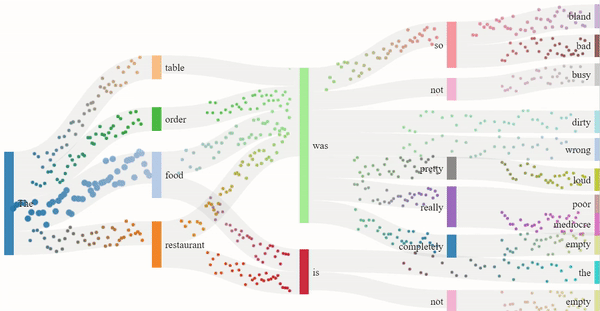 The
table
order
food
restaurant
was
is
so
not
pretty
really
completely
not
bland
bad
busy
dirty
wrong
loud
poor
mediocre
empty
the
empty